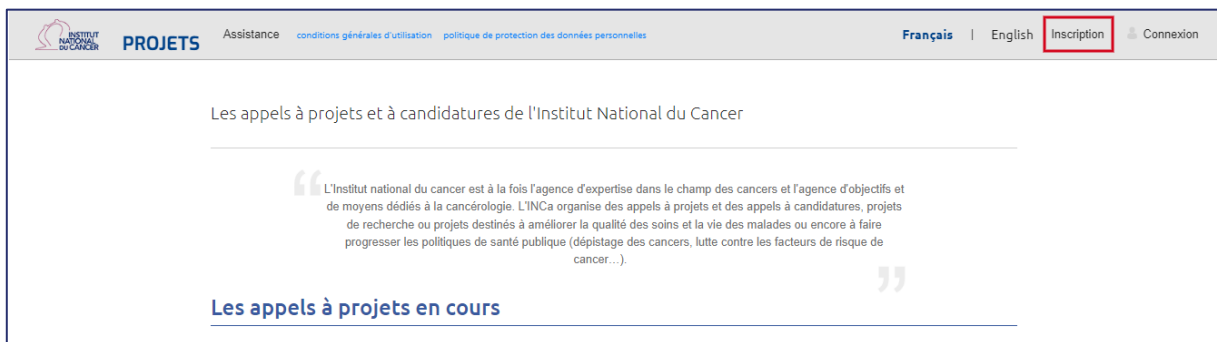 INSTITUT
NATIONAL
DU CANCER
PROJETS Assistance conditions générales d'utilisation politique de protection des données personnelles Français | English Inscription Connexion
Les appels à projets et à candidatures de l'Institut National du Cancer
“ L'Institut national du cancer est à la fois l'agence d'expertise dans le champ des cancers et l'agence d'objectifs et
de moyens dédiés à la cancérologie. L'INCa organise des appels à projets et des appels à candidatures, projets
de recherche ou projets destinés à améliorer la qualité des soins et la vie des malades ou encore à faire
progresser les politiques de santé publique (dépistage des cancers, lutte contre les facteurs de risque de
cancer…). ”
Les appels à projets en cours